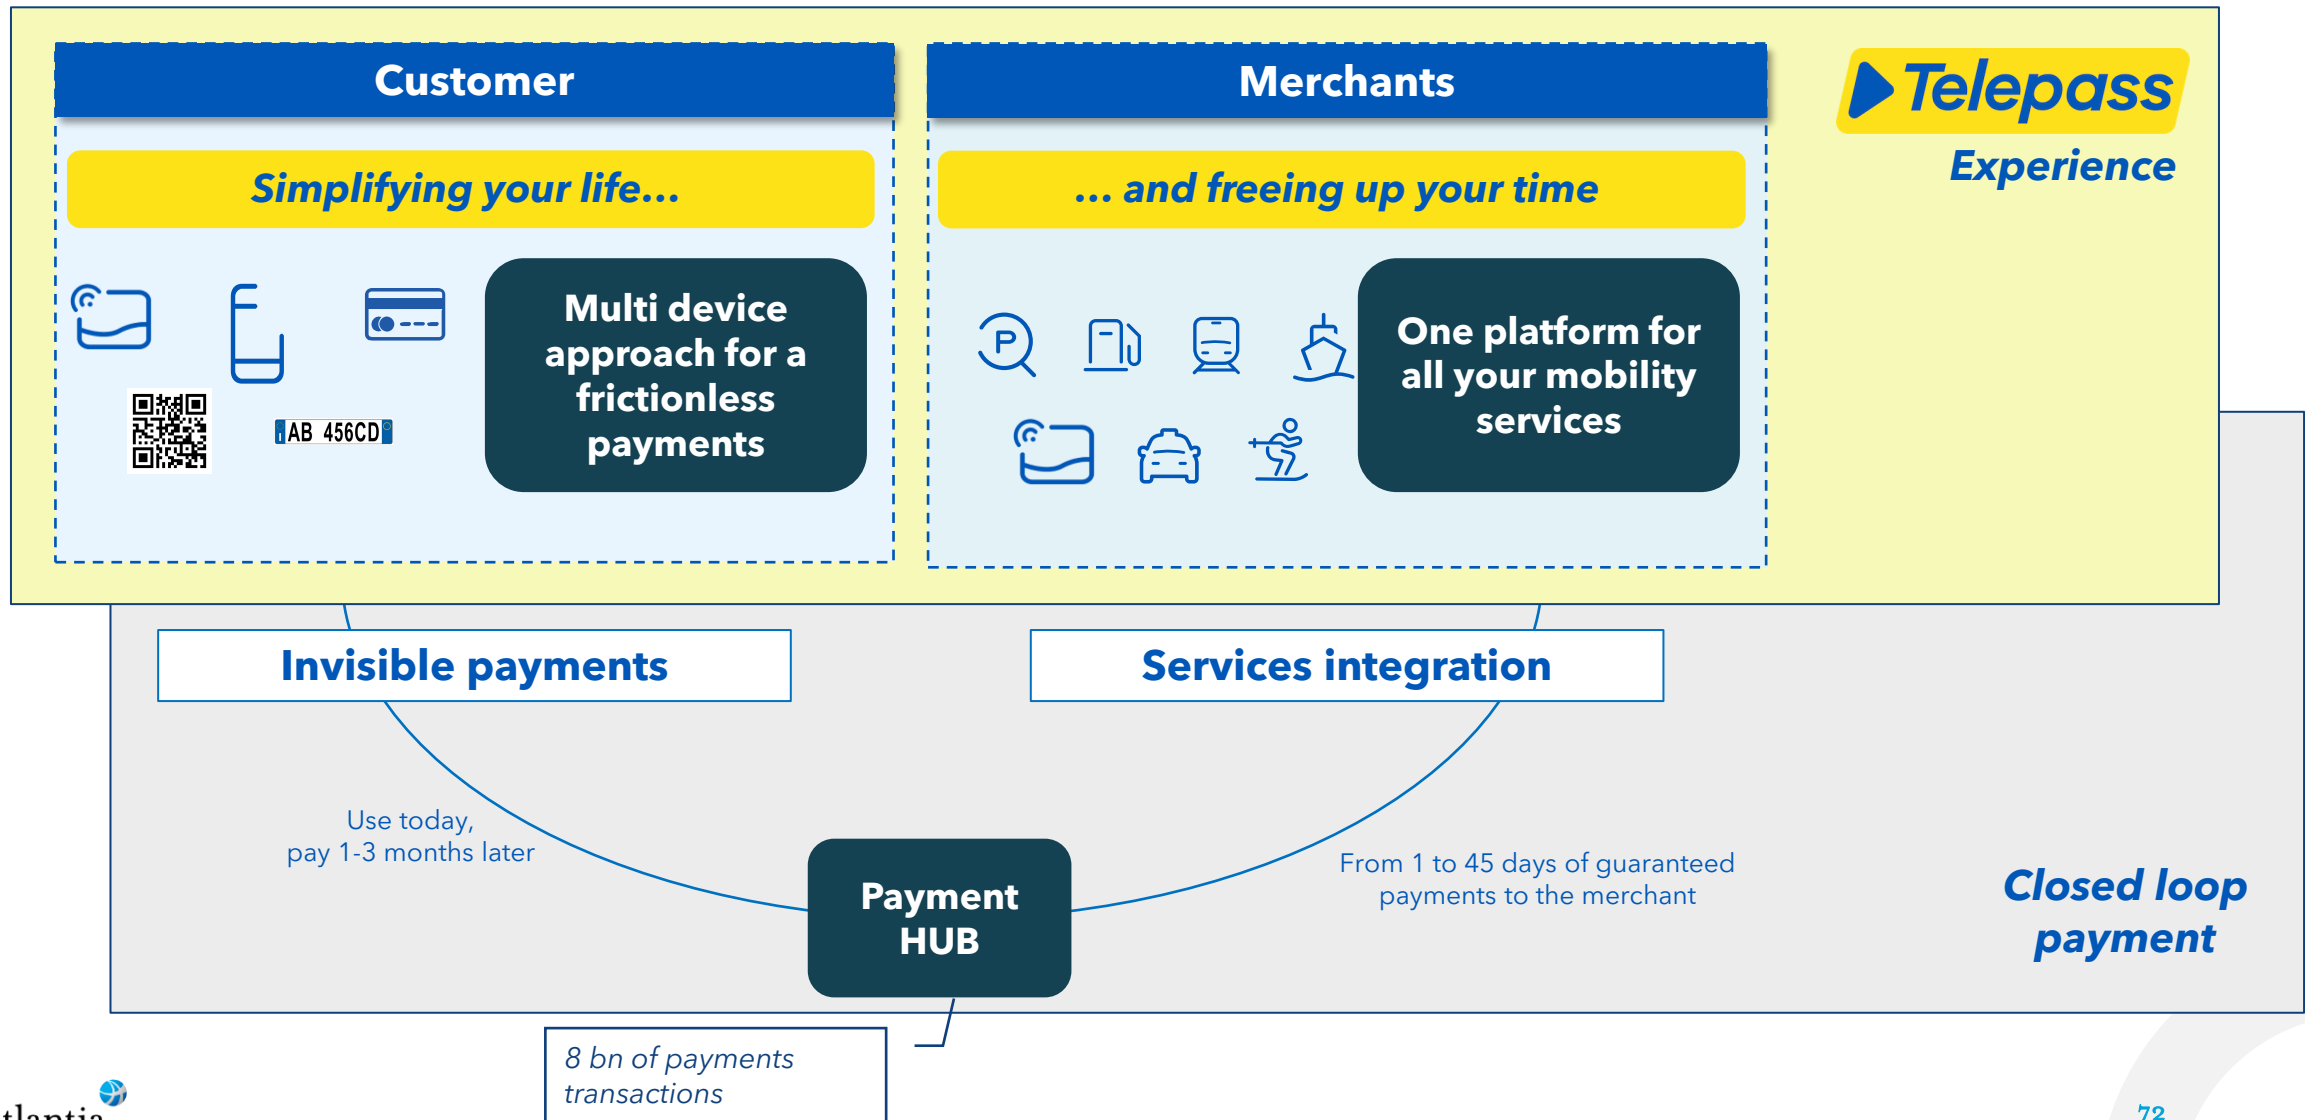 Customer
Merchants
Telepass
Experience
Simplifying your life...
... and freeing up your time
Multi device
approach for a
frictionless
payments
P
One platform for
all your mobility
services
I AB 456CD
Invisible payments
Services integration
Use today,
pay 1-3 months later
From 1 to 45 days of guaranteed
payments to the merchant
Payment
HUB
Closed loop
payment
8 bn of payments
transactions
tlantia
72